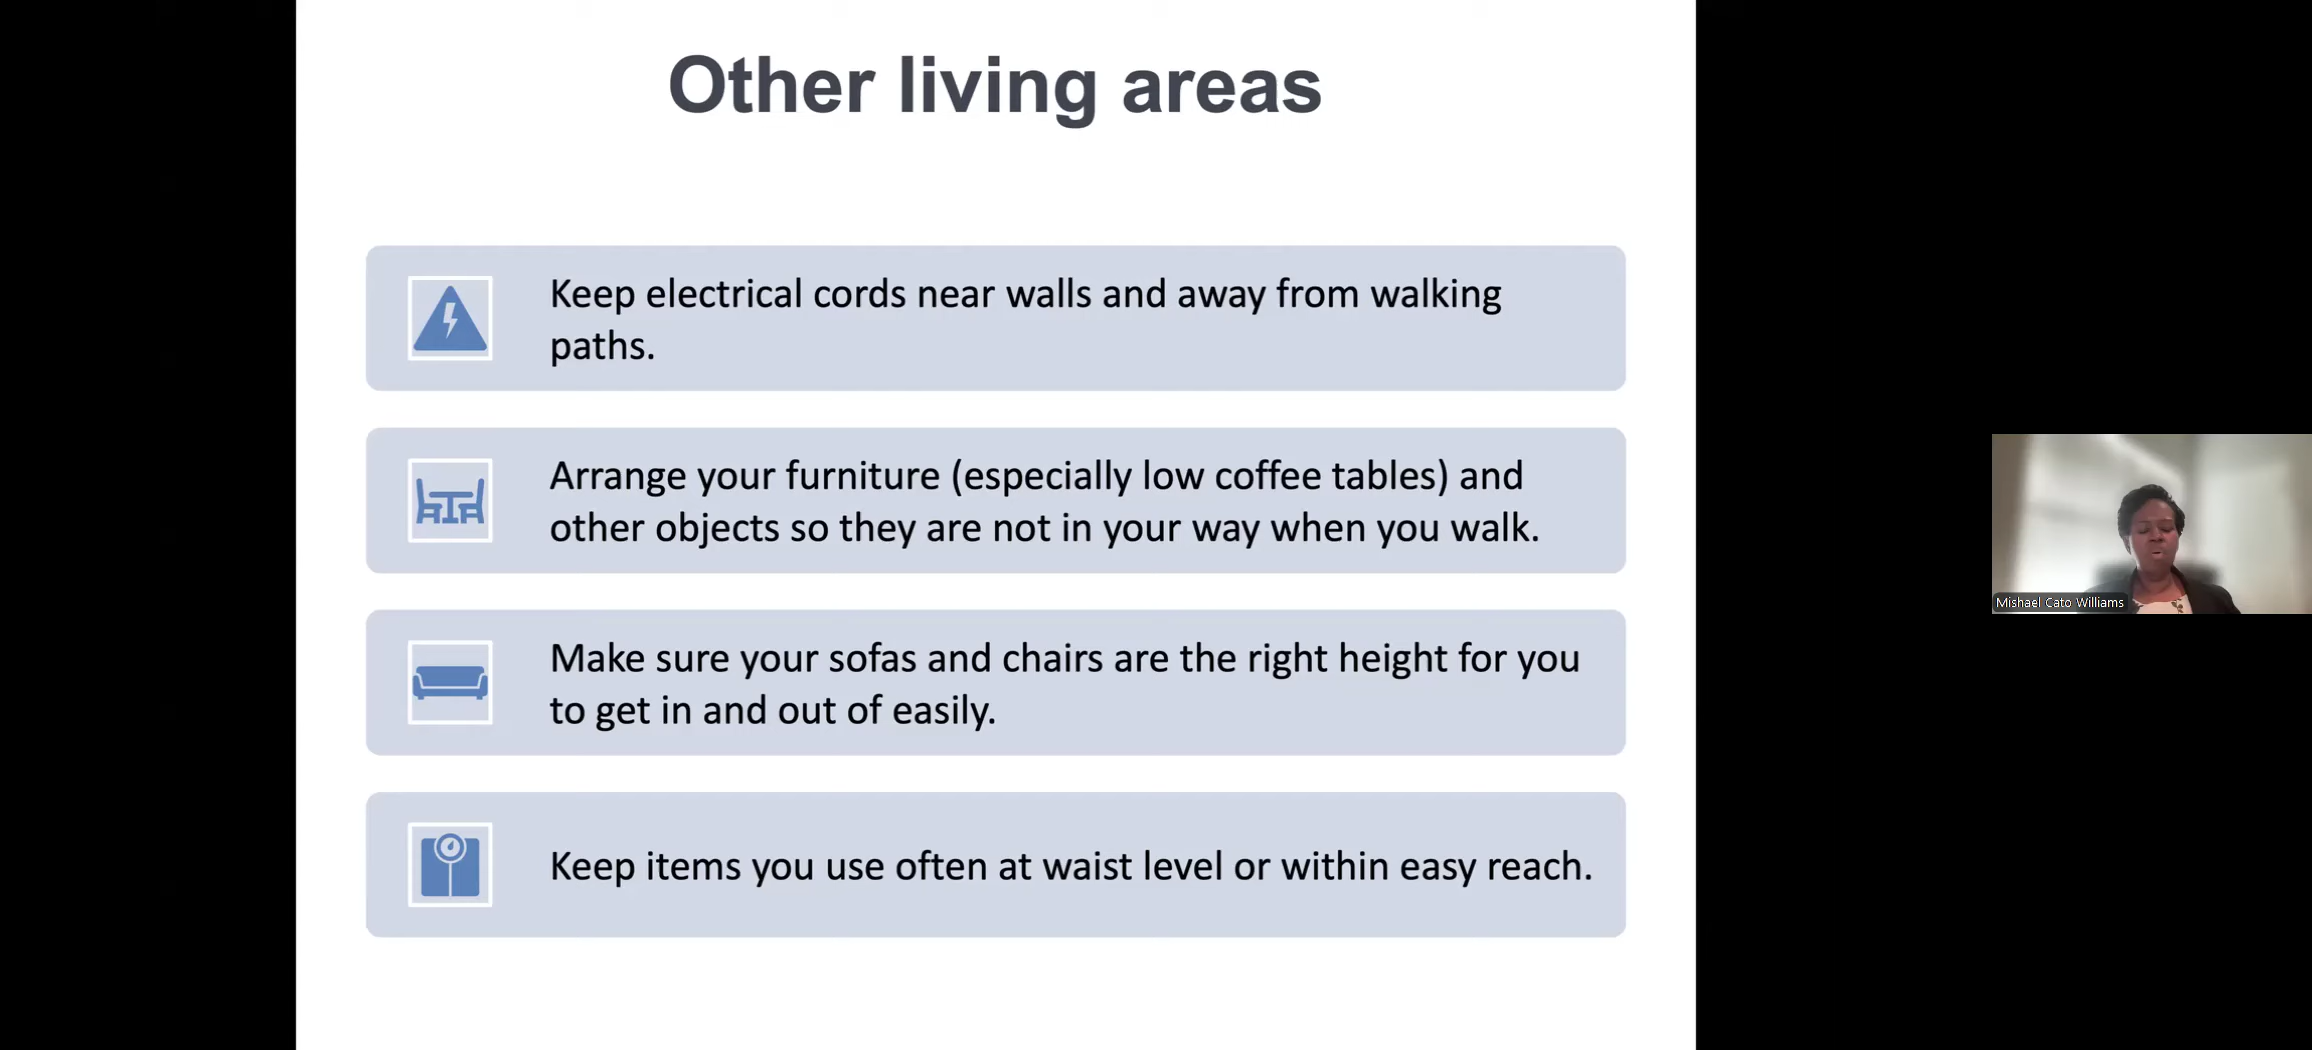 Other living areas
Keep electrical cords near walls and away from walking
paths.
Arrange your furniture (especially low coffee tables) and
other objects so they are not in your way when you walk.
Make sure your sofas and chairs are the right height for you
to get in and out of easily.
Keep items you use often at waist level or within easy reach.
Mishael Cato Williams